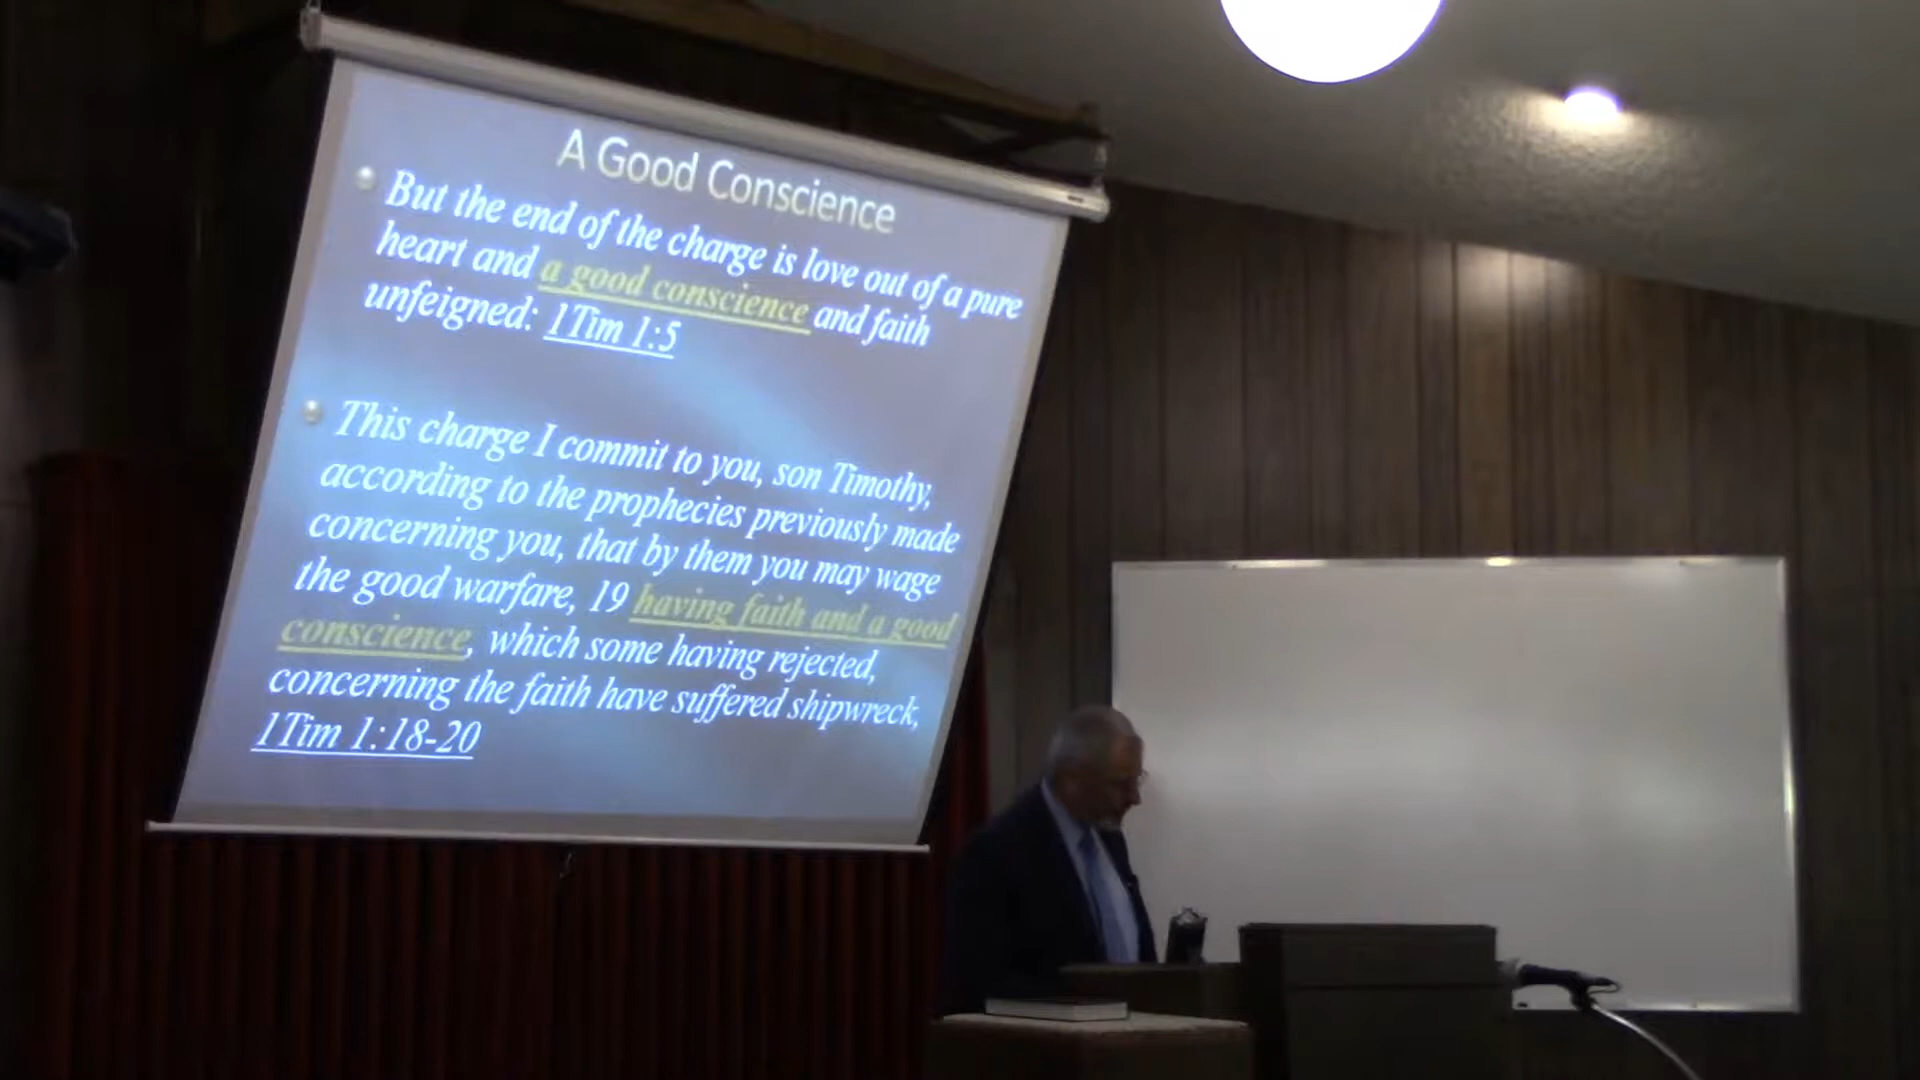 A Good Conscience
But the end of the charge is love out of a pure
heart and a good conscience and faith
unfeigned: 1Tim 1:5
This charge I commit to you, son Timothy,
according to the prophecies previously made
concerning you, that by them you may wage
the good warfare, 19 having faith and a good
conscience, which some having rejected,
concerning the faith have suffered shipwreck,
1Tim 1:18-20